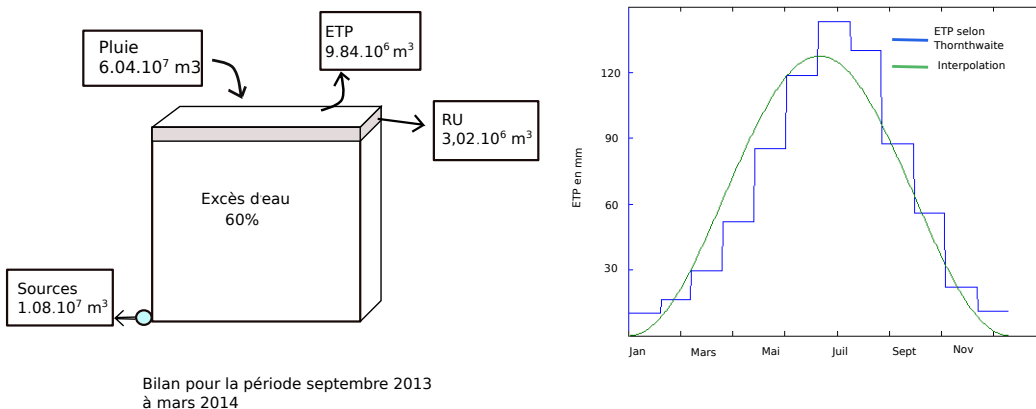 Pluie
6.04.10⁷ m3
ETP
9.84.10⁶ m³
RU
3,02.10⁶ m³
Excès d'eau
60%
Sources
1.08.10⁷ m³
Bilan pour la période septembre 2013
à mars 2014
ETP selon
Thornthwaite
Interpolation
ETP en mm
120
90
60
30
Jan
Mars
Mai
Juil
Sept
Nov